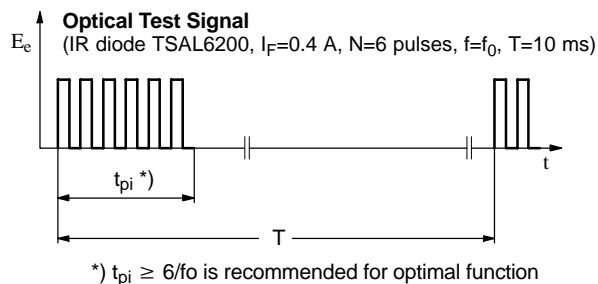 Optical Test Signal
(IR diode TSAL6200, IF=0.4 A, N=6 pulses, f=f0, T=10 ms)
Ee
t
tpi *)
T
*) tpi ≥ 6/fo is recommended for optimal function